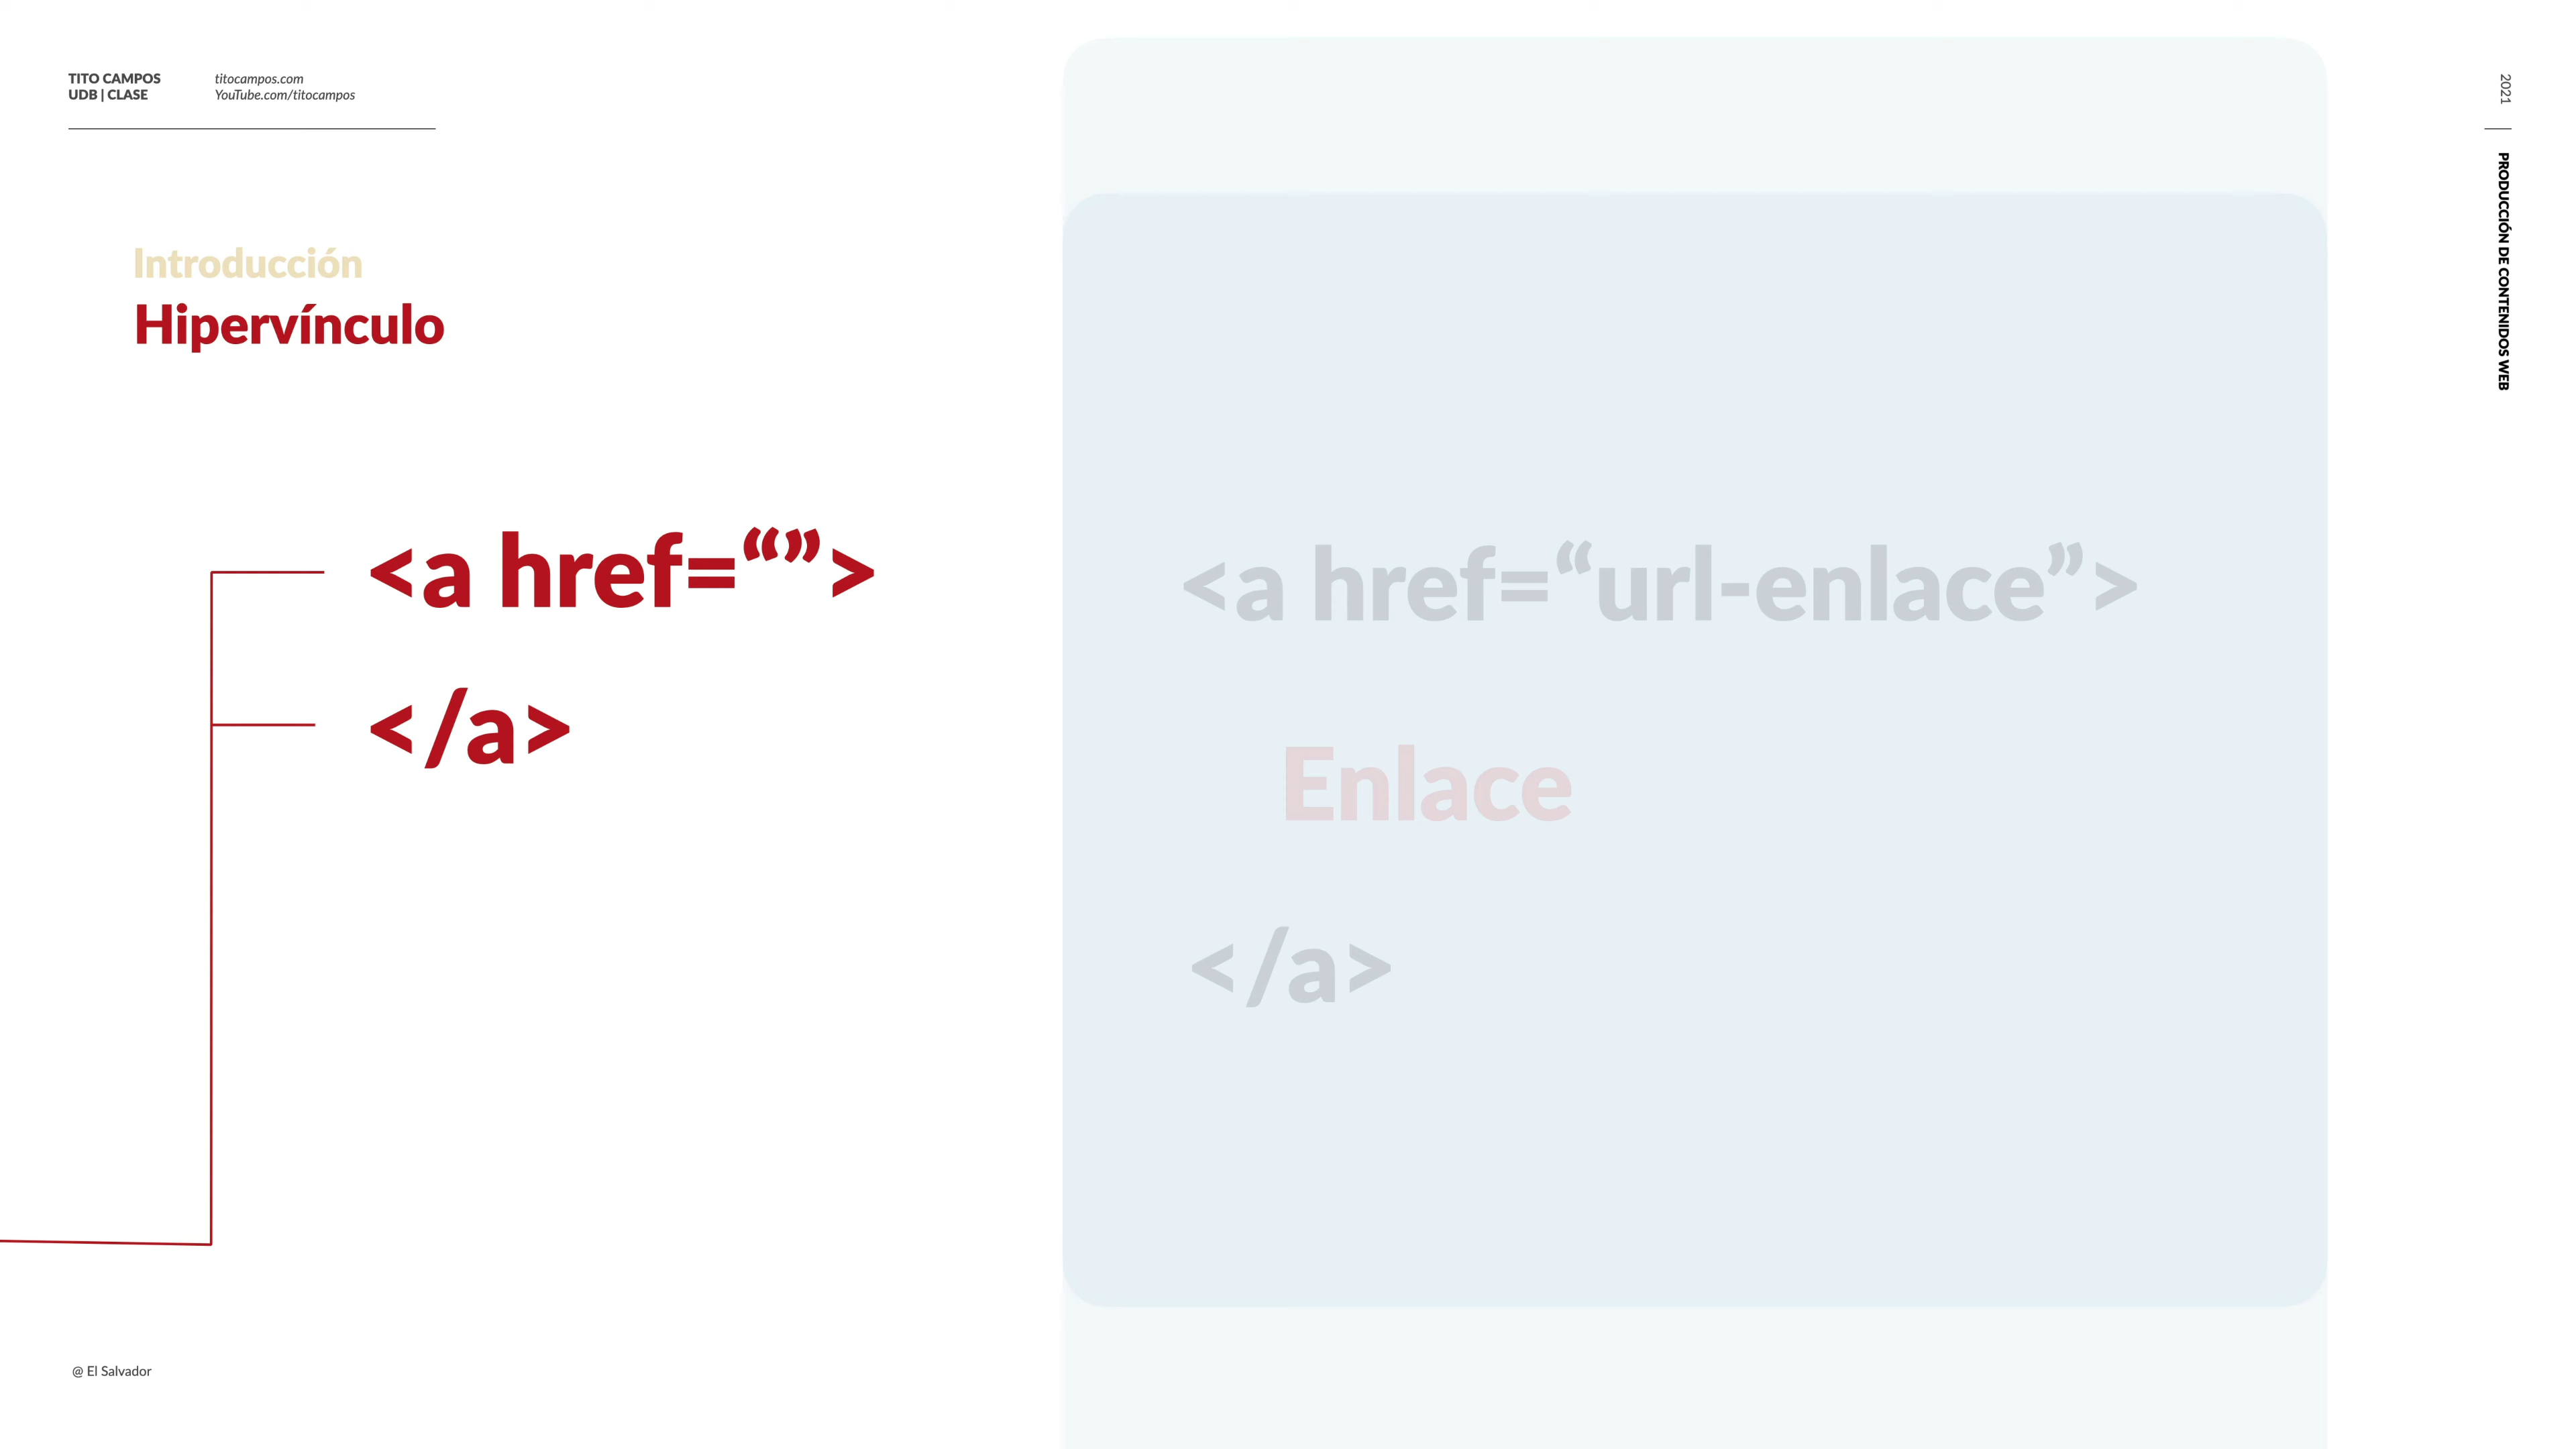 TITO CAMPOS
UDB | CLASE
titocampos.com
YouTube.com/titocampos
2021
PRODUCCIÓN DE CONTENIDOS WEB
Introducción
Hipervínculo
<a href=“”>
</a>
<a href=“url-enlace”>
Enlace
</a>
@ El Salvador